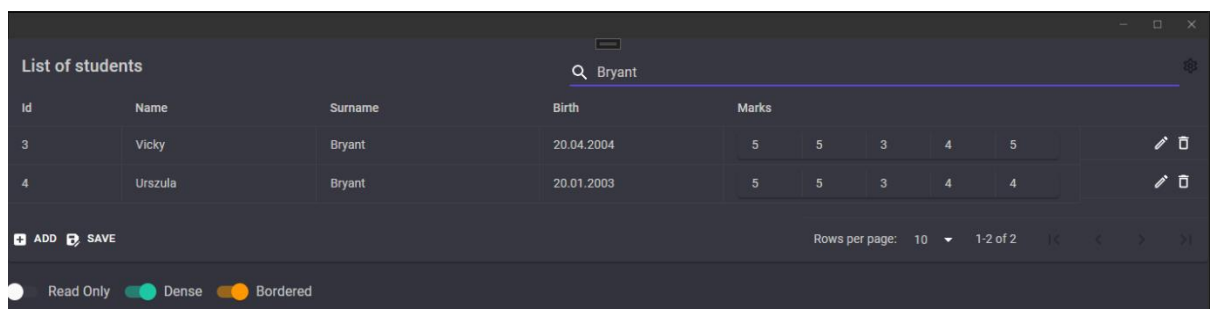 List of students
Bryant
Id Name Surname Birth Marks
3 Vicky Bryant 20.04.2004 5 5 3 4 5
4 Urszula Bryant 20.01.2003 5 5 3 4 4
ADD SAVE Rows per page: 10 1-2 of 2
Read Only Dense Bordered